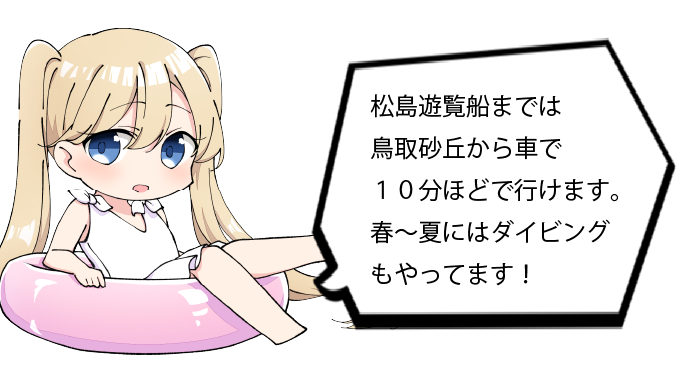 松島遊覧船までは
鳥取砂丘から車で
１０分ほどで行けます。
春～夏にはダイビング
もやってます！